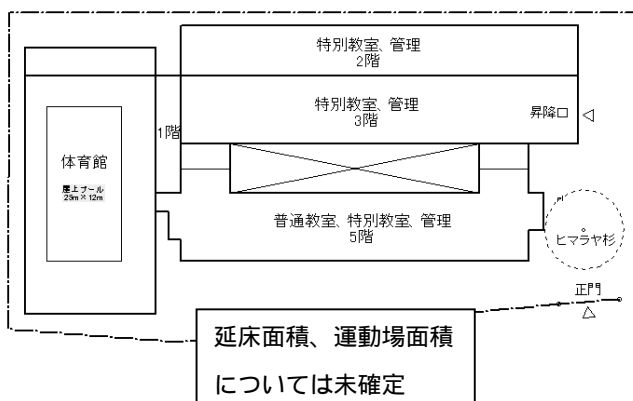 特別教室、管理
2階
特別教室、管理
3階
昇降口
1階
体育館
屋上プール
25m×12m
普通教室、特別教室、管理
5階
ヒマラヤ杉
正門
延床面積、運動場面積
については未確定